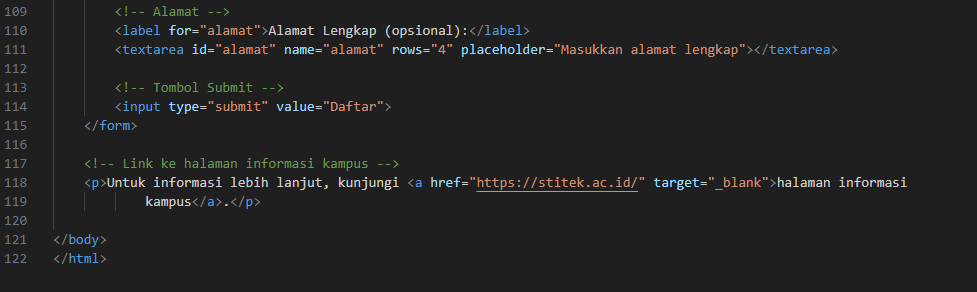 109 <!-- Alamat -->
110 <label for="alamat">Alamat Lengkap (opsional):</label>
111 <textarea id="alamat" name="alamat" rows="4" placeholder="Masukkan alamat lengkap"></textarea>
112
113 <!-- Tombol Submit -->
114 <input type="submit" value="Daftar">
115 </form>
116
117 <!-- Link ke halaman informasi kampus -->
118 <p>Untuk informasi lebih lanjut, kunjungi <a href="https://stitek.ac.id/" target="_blank">halaman informasi
119 kampus</a>.</p>
120
121 </body>
122 </html>